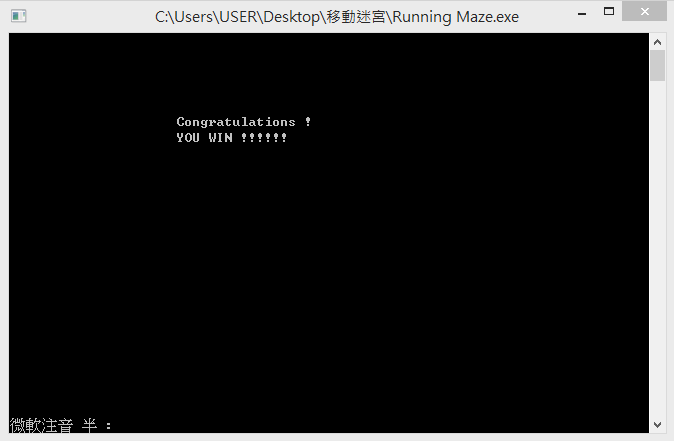 C:\Users\USER\Desktop\移動迷宮\Running Maze.exe
Congratulations !
YOU WIN !!!!!!
微軟注音 半 :